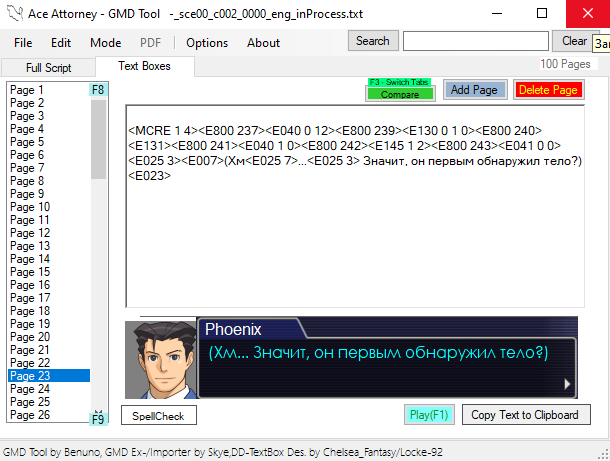 Ace Attorney - GMD Tool -_sce00_c002_0000_eng_inProcess.txt
File Edit Mode PDF Options About Search Clear
За
Full Script Text Boxes 100 Pages
F3 - Switch Tabs
Compare Add Page Delete Page
Page 1 F8
Page 2
Page 3
Page 4
Page 5
Page 6
Page 7
Page 8
Page 9
Page 10
Page 11
Page 12
Page 13
Page 14
Page 15
Page 16
Page 17
Page 18
Page 19
Page 20
Page 21
Page 22
Page 23
Page 24
Page 25
Page 26
F9
<MCRE 1 4><E800 237><E040 0 12><E800 239><E130 0 1 0><E800 240>
<E131><E800 241><E040 1 0><E800 242><E145 1 2><E800 243><E041 0 0>
<E025 3><E007>(Хм<E025 7>...<E025 3> Значит, он первым обнаружил тело?)
<E023>
Phoenix
(Хм... Значит, он первым обнаружил тело?)
SpellCheck Play(F1) Copy Text to Clipboard
GMD Tool by Benuno, GMD Ex-/Importer by Skye,DD-TextBox Des. by Chelsea_Fantasy/Locke-92